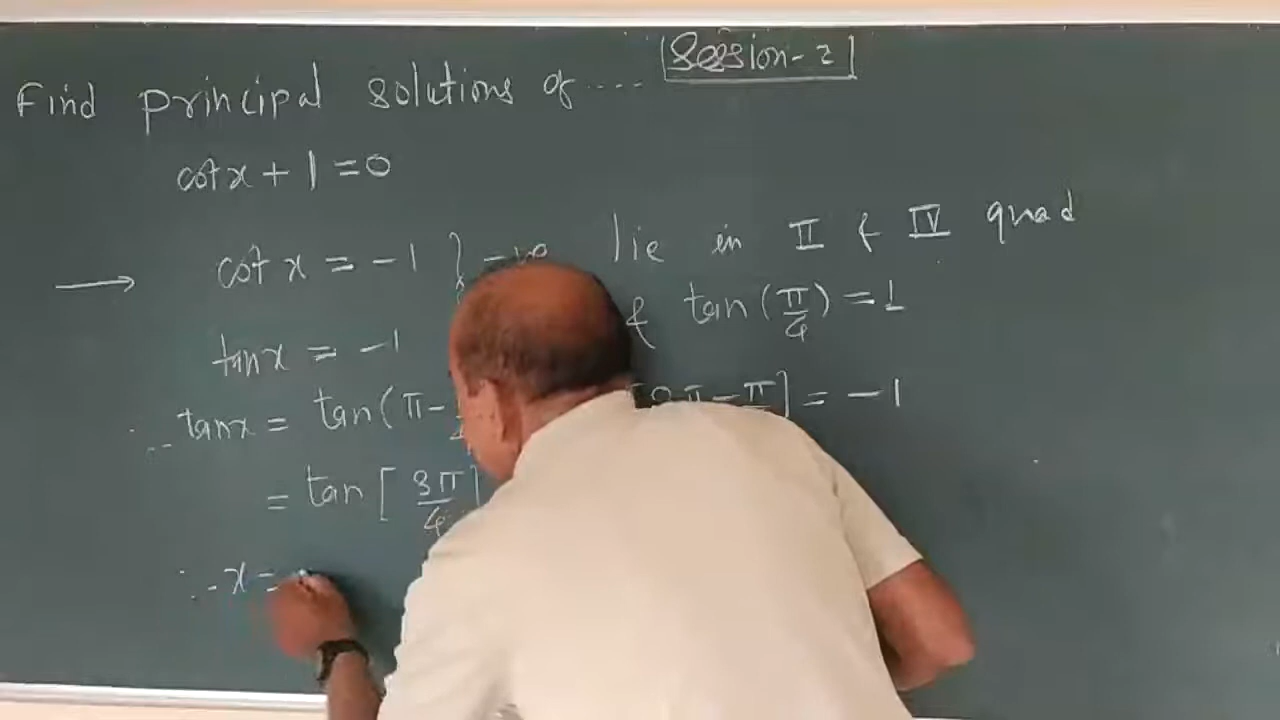 Session-2
Find principal solutions of ....
cot x + 1 = 0
→ cot x = -1 } -ve lie in II & IV quad
tan x = -1 & tan(π/4) = 1
∴ tan x = tan(π- 2π - π ] = -1
= tan [ 3π/4 ]
∴ x =